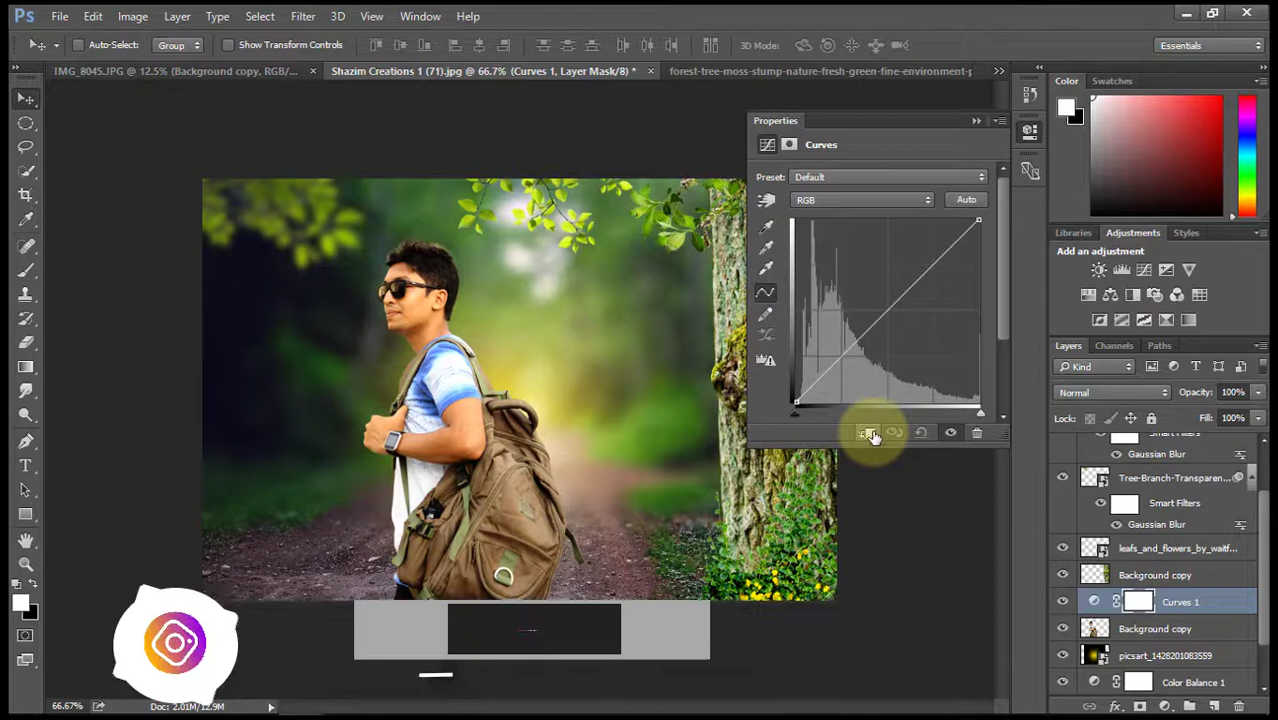 Ps File Edit Image Layer Type Select Filter 3D View Window Help
Auto-Select: Group Show Transform Controls 3D Mode: Essentials
IMG_8045.JPG @ 12.5% (Background copy, RGB/... × Shazim Creations 1 (71).jpg @ 66.7% (Curves 1, Layer Mask/8) * × forest-tree-moss-stump-nature-fresh-green-fine-environment-p
Color Swatches
Properties
Curves
Preset: Default
RGB Auto
Libraries Adjustments Styles
Add an adjustment
Layers Channels Paths
Kind
Normal Opacity: 100%
Lock: Fill: 100%
Smart Filters
Gaussian Blur
Tree-Branch-Transparen...
Smart Filters
Gaussian Blur
leafs_and_flowers_by_waitf...
Background copy
Curves 1
Background copy
picsart_1428201083559
Color Balance 1
66.67% Doc: 2.01M/12.9M